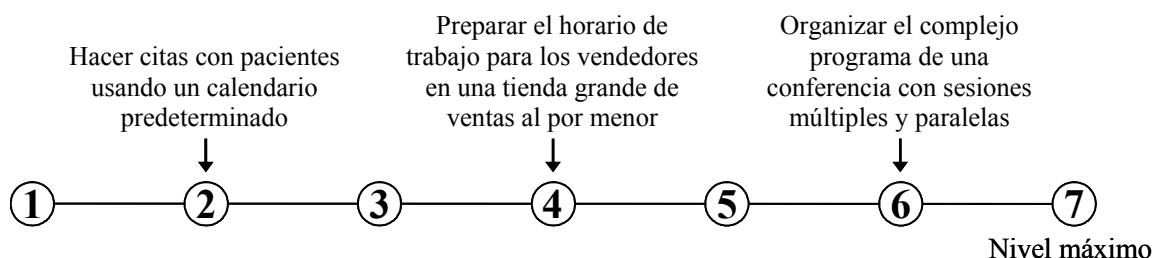 Hacer citas con pacientes
usando un calendario
predeterminado
Preparar el horario de
trabajo para los vendedores
en una tienda grande de
ventas al por menor
Organizar el complejo
programa de una
conferencia con sesiones
múltiples y paralelas
1 2 3 4 5 6 7
Nivel máximo